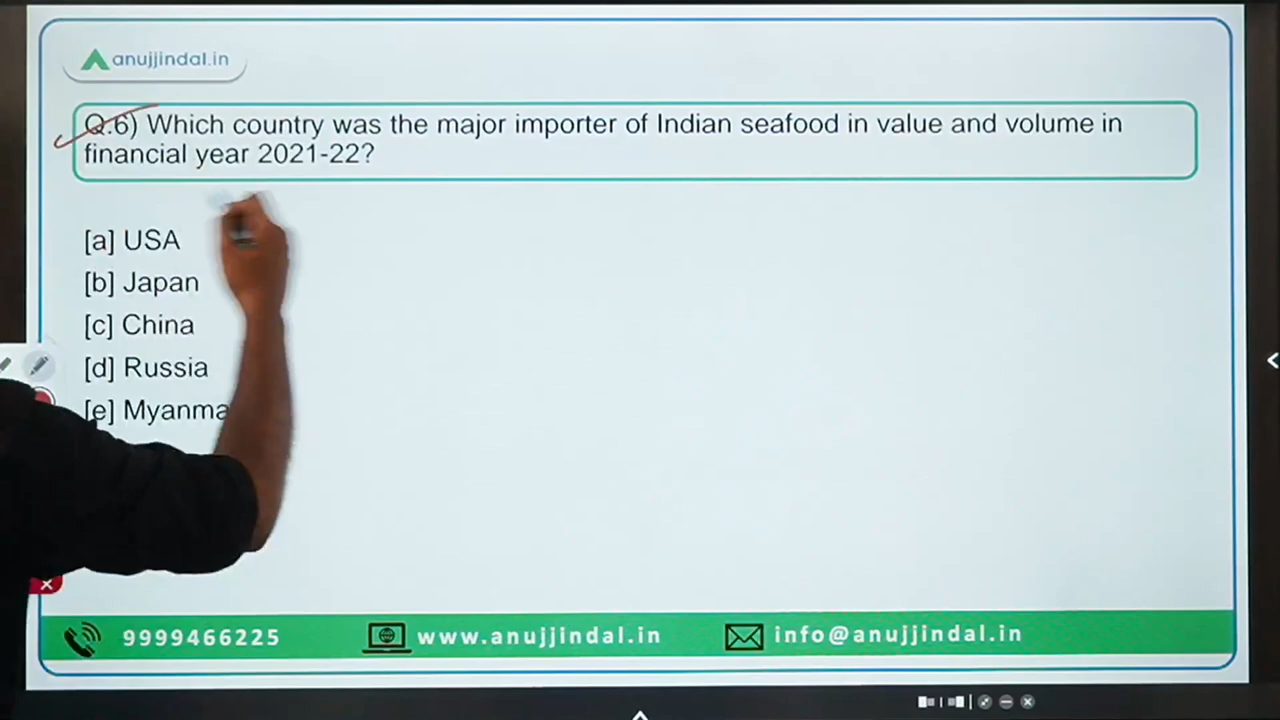 anujjindal.in
Q.6) Which country was the major importer of Indian seafood in value and volume in
financial year 2021-22?
[a] USA
[b] Japan
[c] China
[d] Russia
[e]
9999466225
www.anujjindal.in
info@anujjindal.in